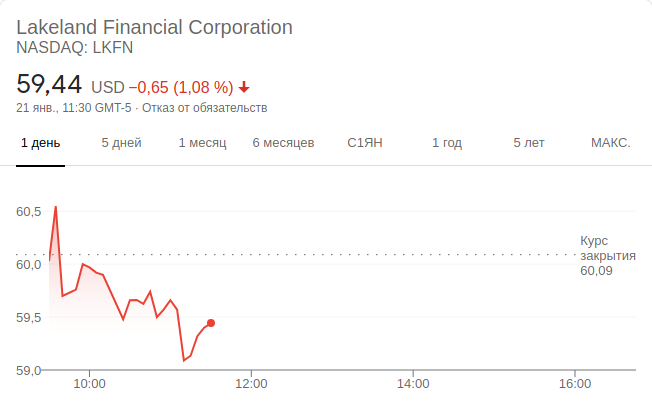 Lakeland Financial Corporation
NASDAQ: LKFN
59,44 USD −0,65 (1,08 %)
21 янв., 11:30 GMT-5 · Отказ от обязательств
1 день 5 дней 1 месяц 6 месяцев С1ЯН 1 год 5 лет МАКС.
60,5
Курс
закрытия
60,09
60,0
59,5
59,0
10:00 12:00 14:00 16:00